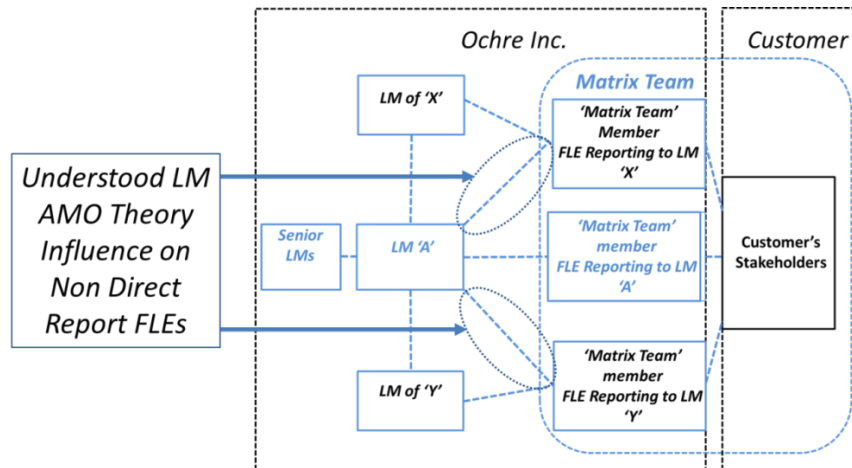 Ochre Inc.
Customer
Matrix Team
LM of ‘X’
‘Matrix Team’
Member
FLE Reporting to LM
‘X’
Understood LM
AMO Theory
Influence on
Non Direct
Report FLEs
Senior
LMs
LM ‘A’
‘Matrix Team’
member
FLE Reporting to LM
‘A’
Customer’s
Stakeholders
LM of ‘Y’
‘Matrix Team’
member
FLE Reporting to LM
‘Y’